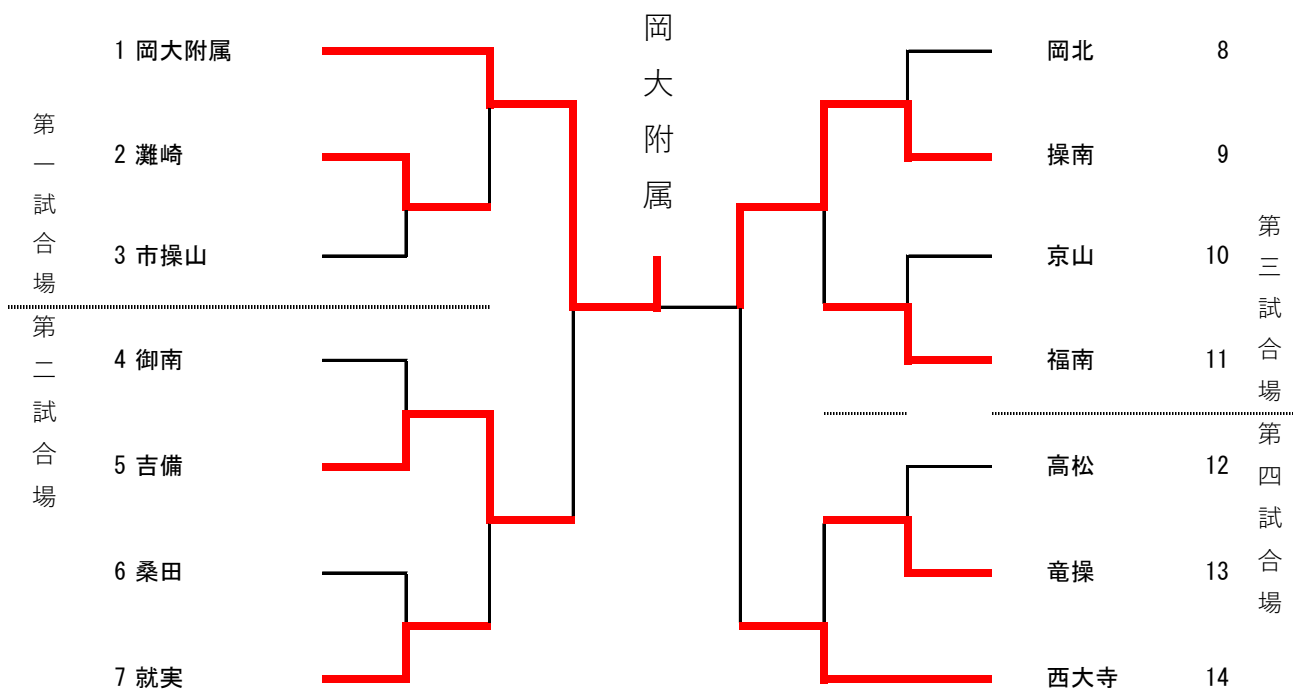 岡大附属
1 岡大附属
2 灘崎
3 市操山
4 御南
5 吉備
6 桑田
7 就実
第一試合場
第二試合場
岡北 8
操南 9
京山 10
福南 11
高松 12
竜操 13
西大寺 14
第三試合場
第四試合場